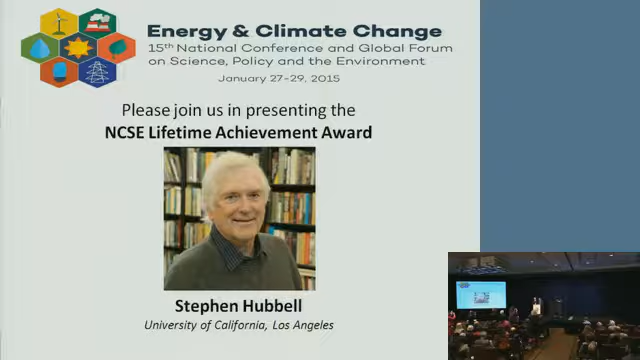 Energy & Climate Change
15th National Conference and Global Forum
on Science, Policy and the Environment
January 27-29, 2015
Please join us in presenting the
NCSE Lifetime Achievement Award
Stephen Hubbell
University of California, Los Angeles